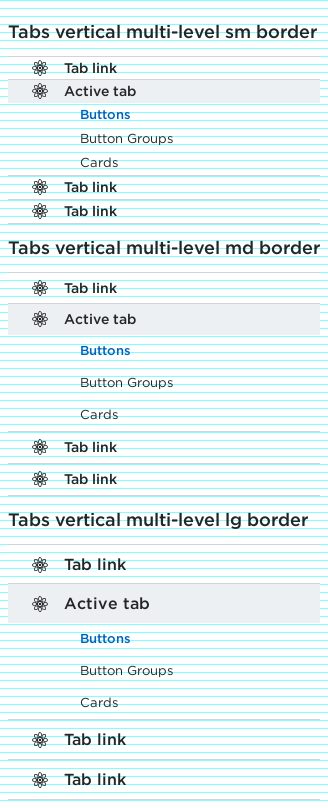 Tabs vertical multi-level sm border
Tab link
Active tab
Buttons
Button Groups
Cards
Tab link
Tab link
Tabs vertical multi-level md border
Tab link
Active tab
Buttons
Button Groups
Cards
Tab link
Tab link
Tabs vertical multi-level lg border
Tab link
Active tab
Buttons
Button Groups
Cards
Tab link
Tab link